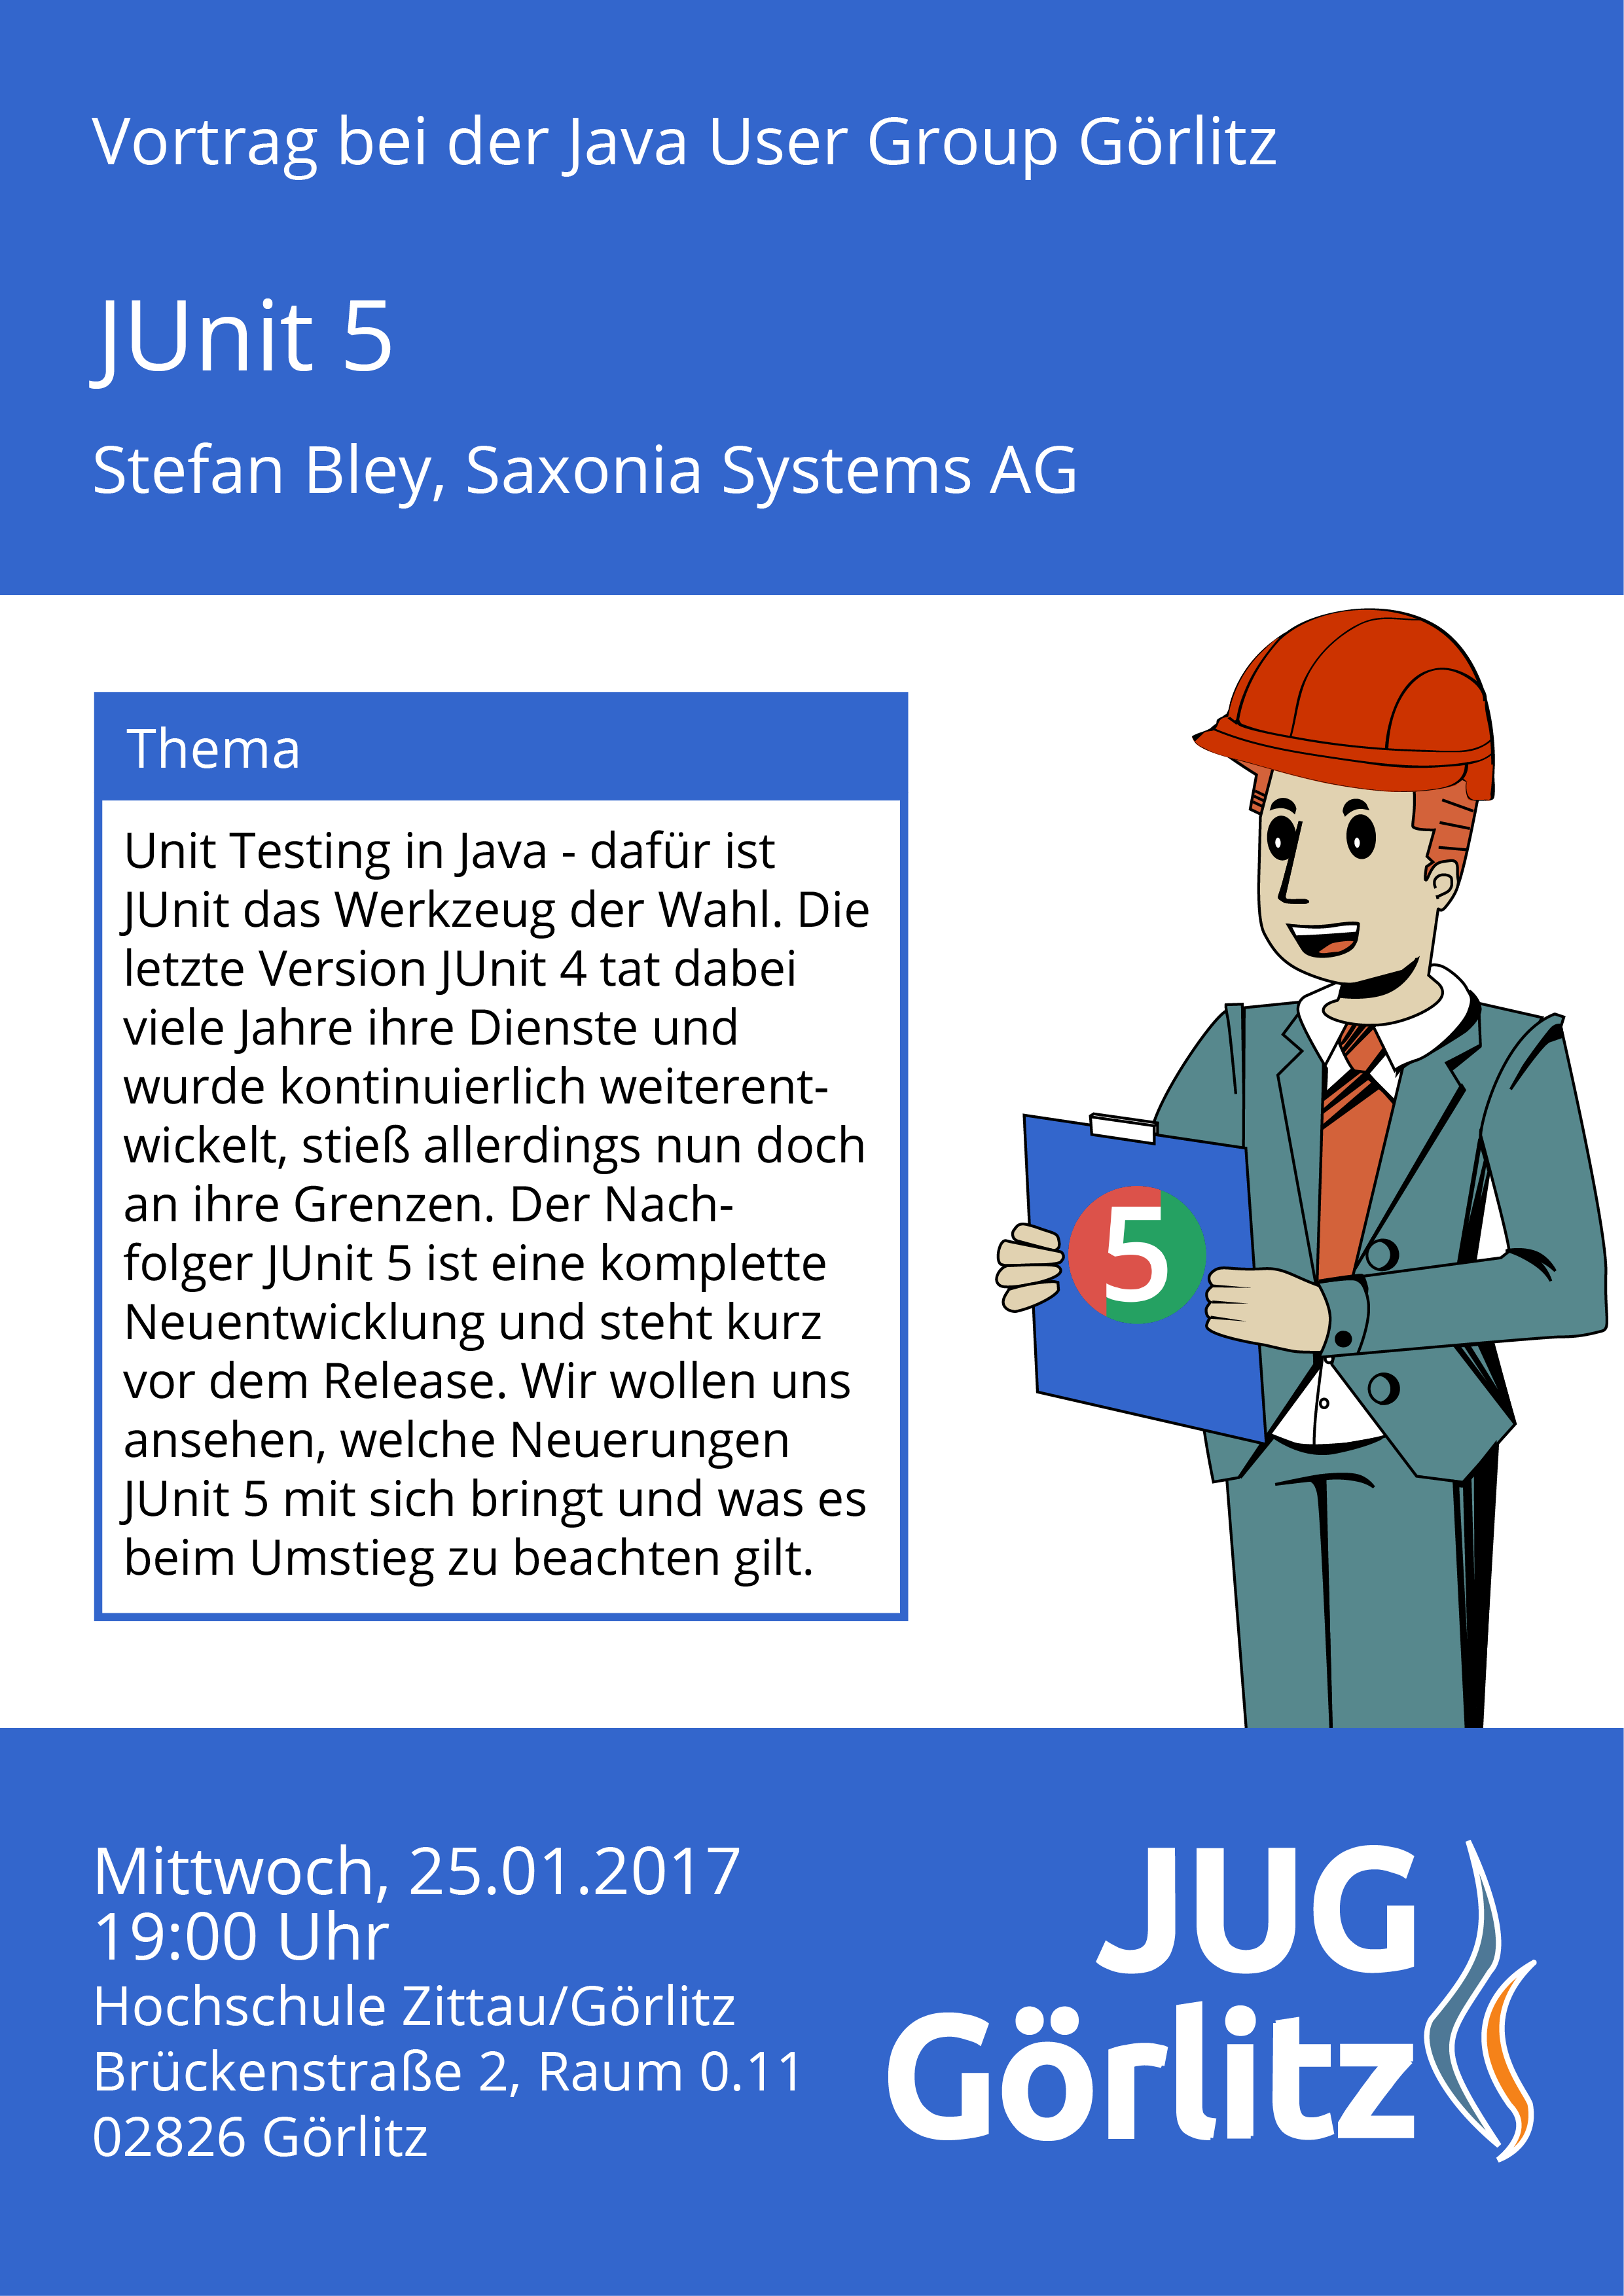 Vortrag bei der Java User Group Görlitz
JUnit 5
Stefan Bley, Saxonia Systems AG
Thema
Unit Testing in Java - dafür ist
JUnit das Werkzeug der Wahl. Die
letzte Version JUnit 4 tat dabei
viele Jahre ihre Dienste und
wurde kontinuierlich weiterent-
wickelt, stieß allerdings nun doch
an ihre Grenzen. Der Nach-
folger JUnit 5 ist eine komplette
Neuentwicklung und steht kurz
vor dem Release. Wir wollen uns
ansehen, welche Neuerungen
JUnit 5 mit sich bringt und was es
beim Umstieg zu beachten gilt.
5
Mittwoch, 25.01.2017
19:00 Uhr
Hochschule Zittau/Görlitz
Brückenstraße 2, Raum 0.11
02826 Görlitz
JUG
Görlitz